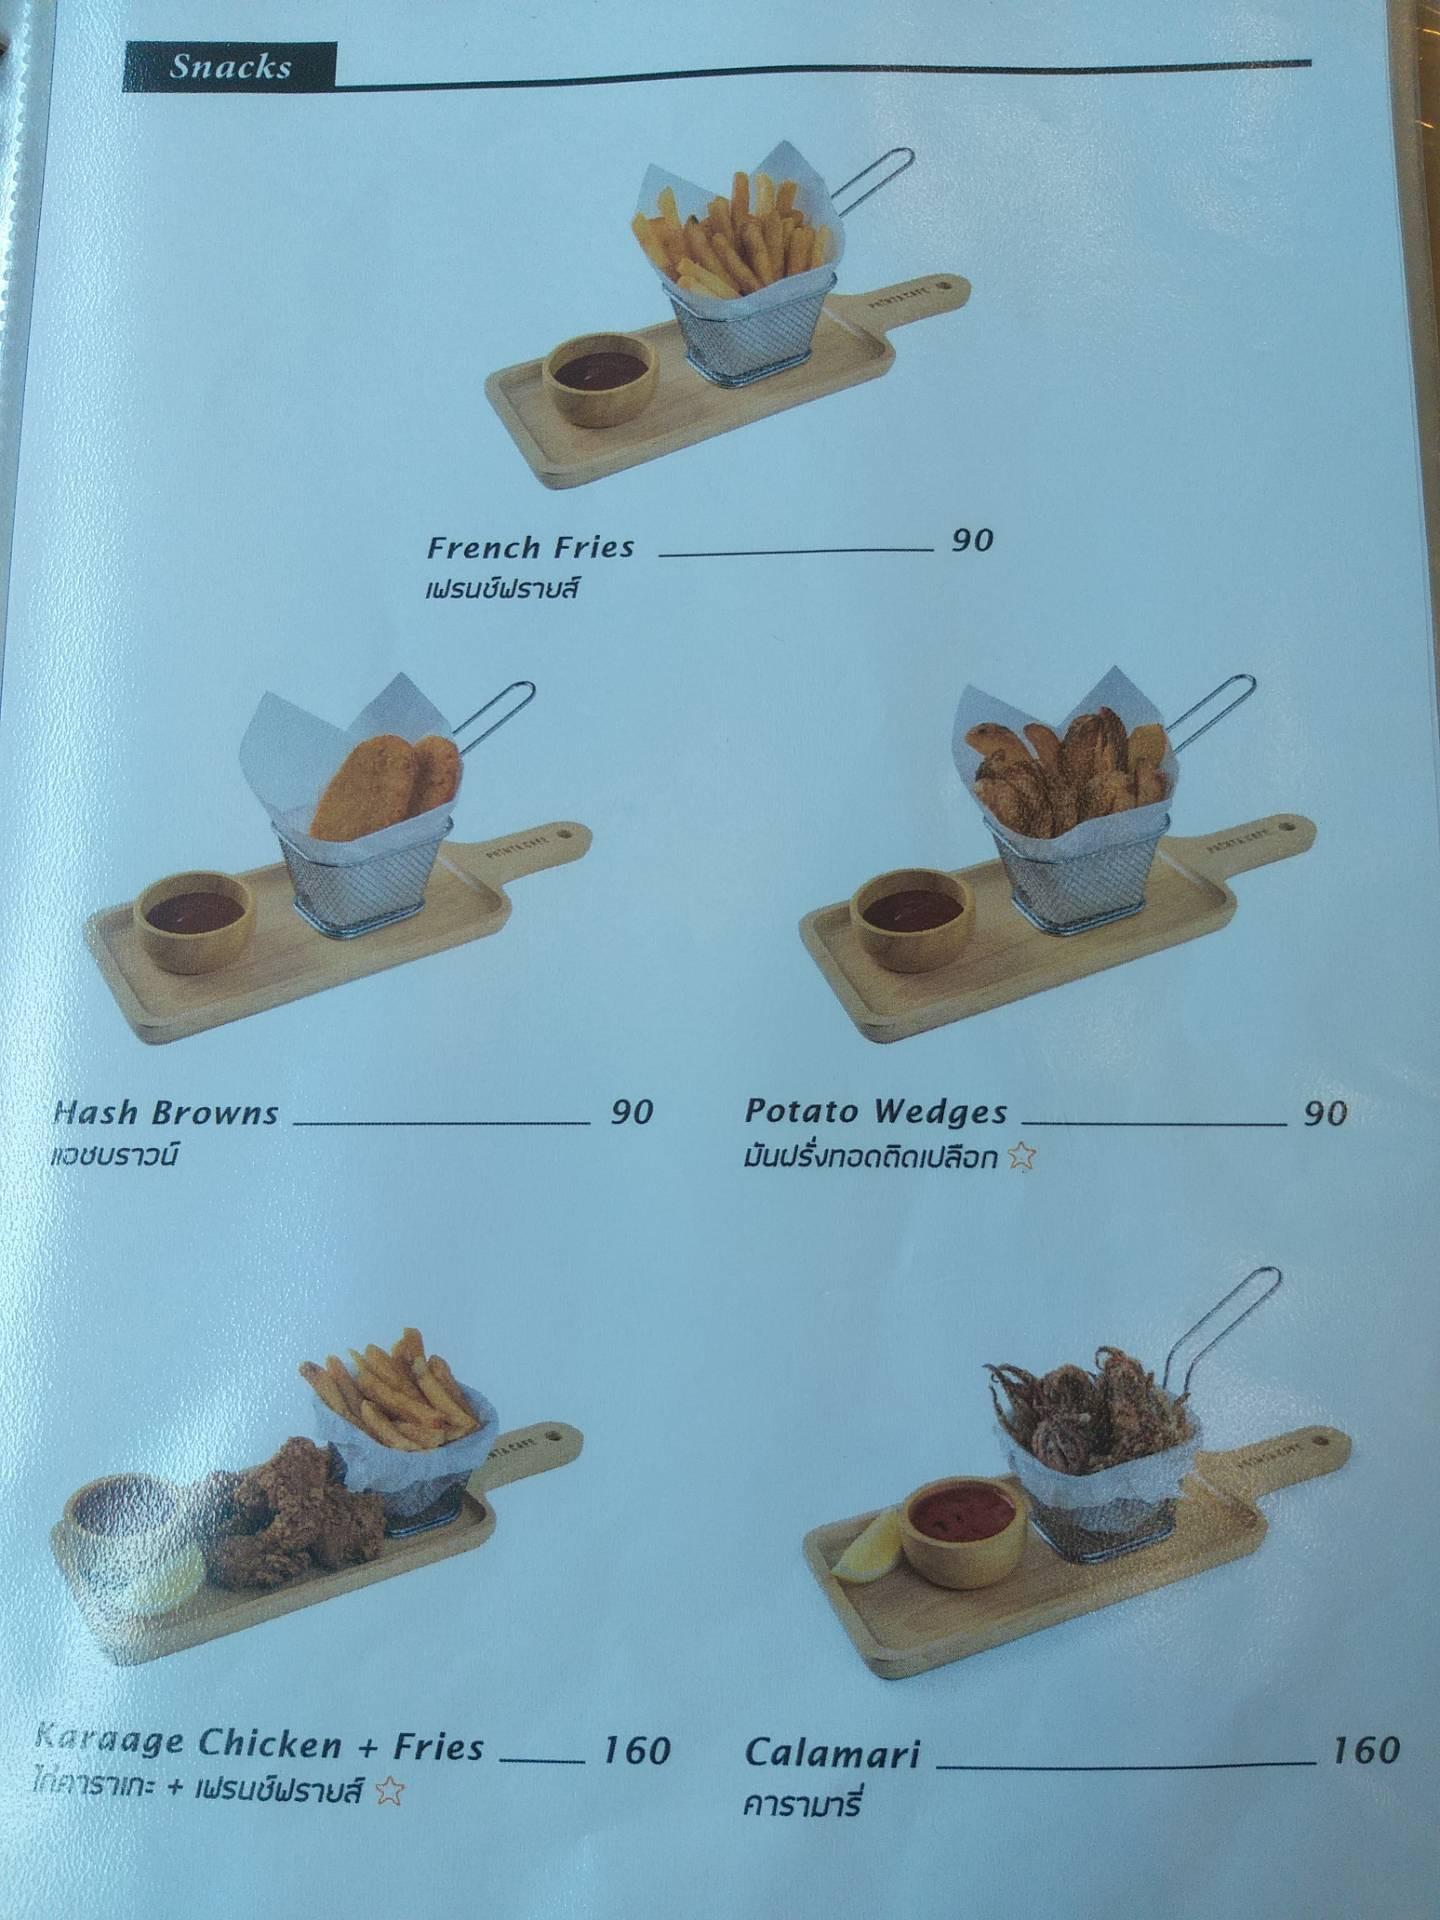 Snacks
French Fries 90
เฟรนช์ฟรายส์
Hash Browns 90
แฮชบราวน์
Potato Wedges 90
มันฝรั่งทอดติดเปลือก
Karaage Chicken + Fries 160
ไก่คาราเกะ + เฟรนช์ฟรายส์
Calamari 160
คารามารี่